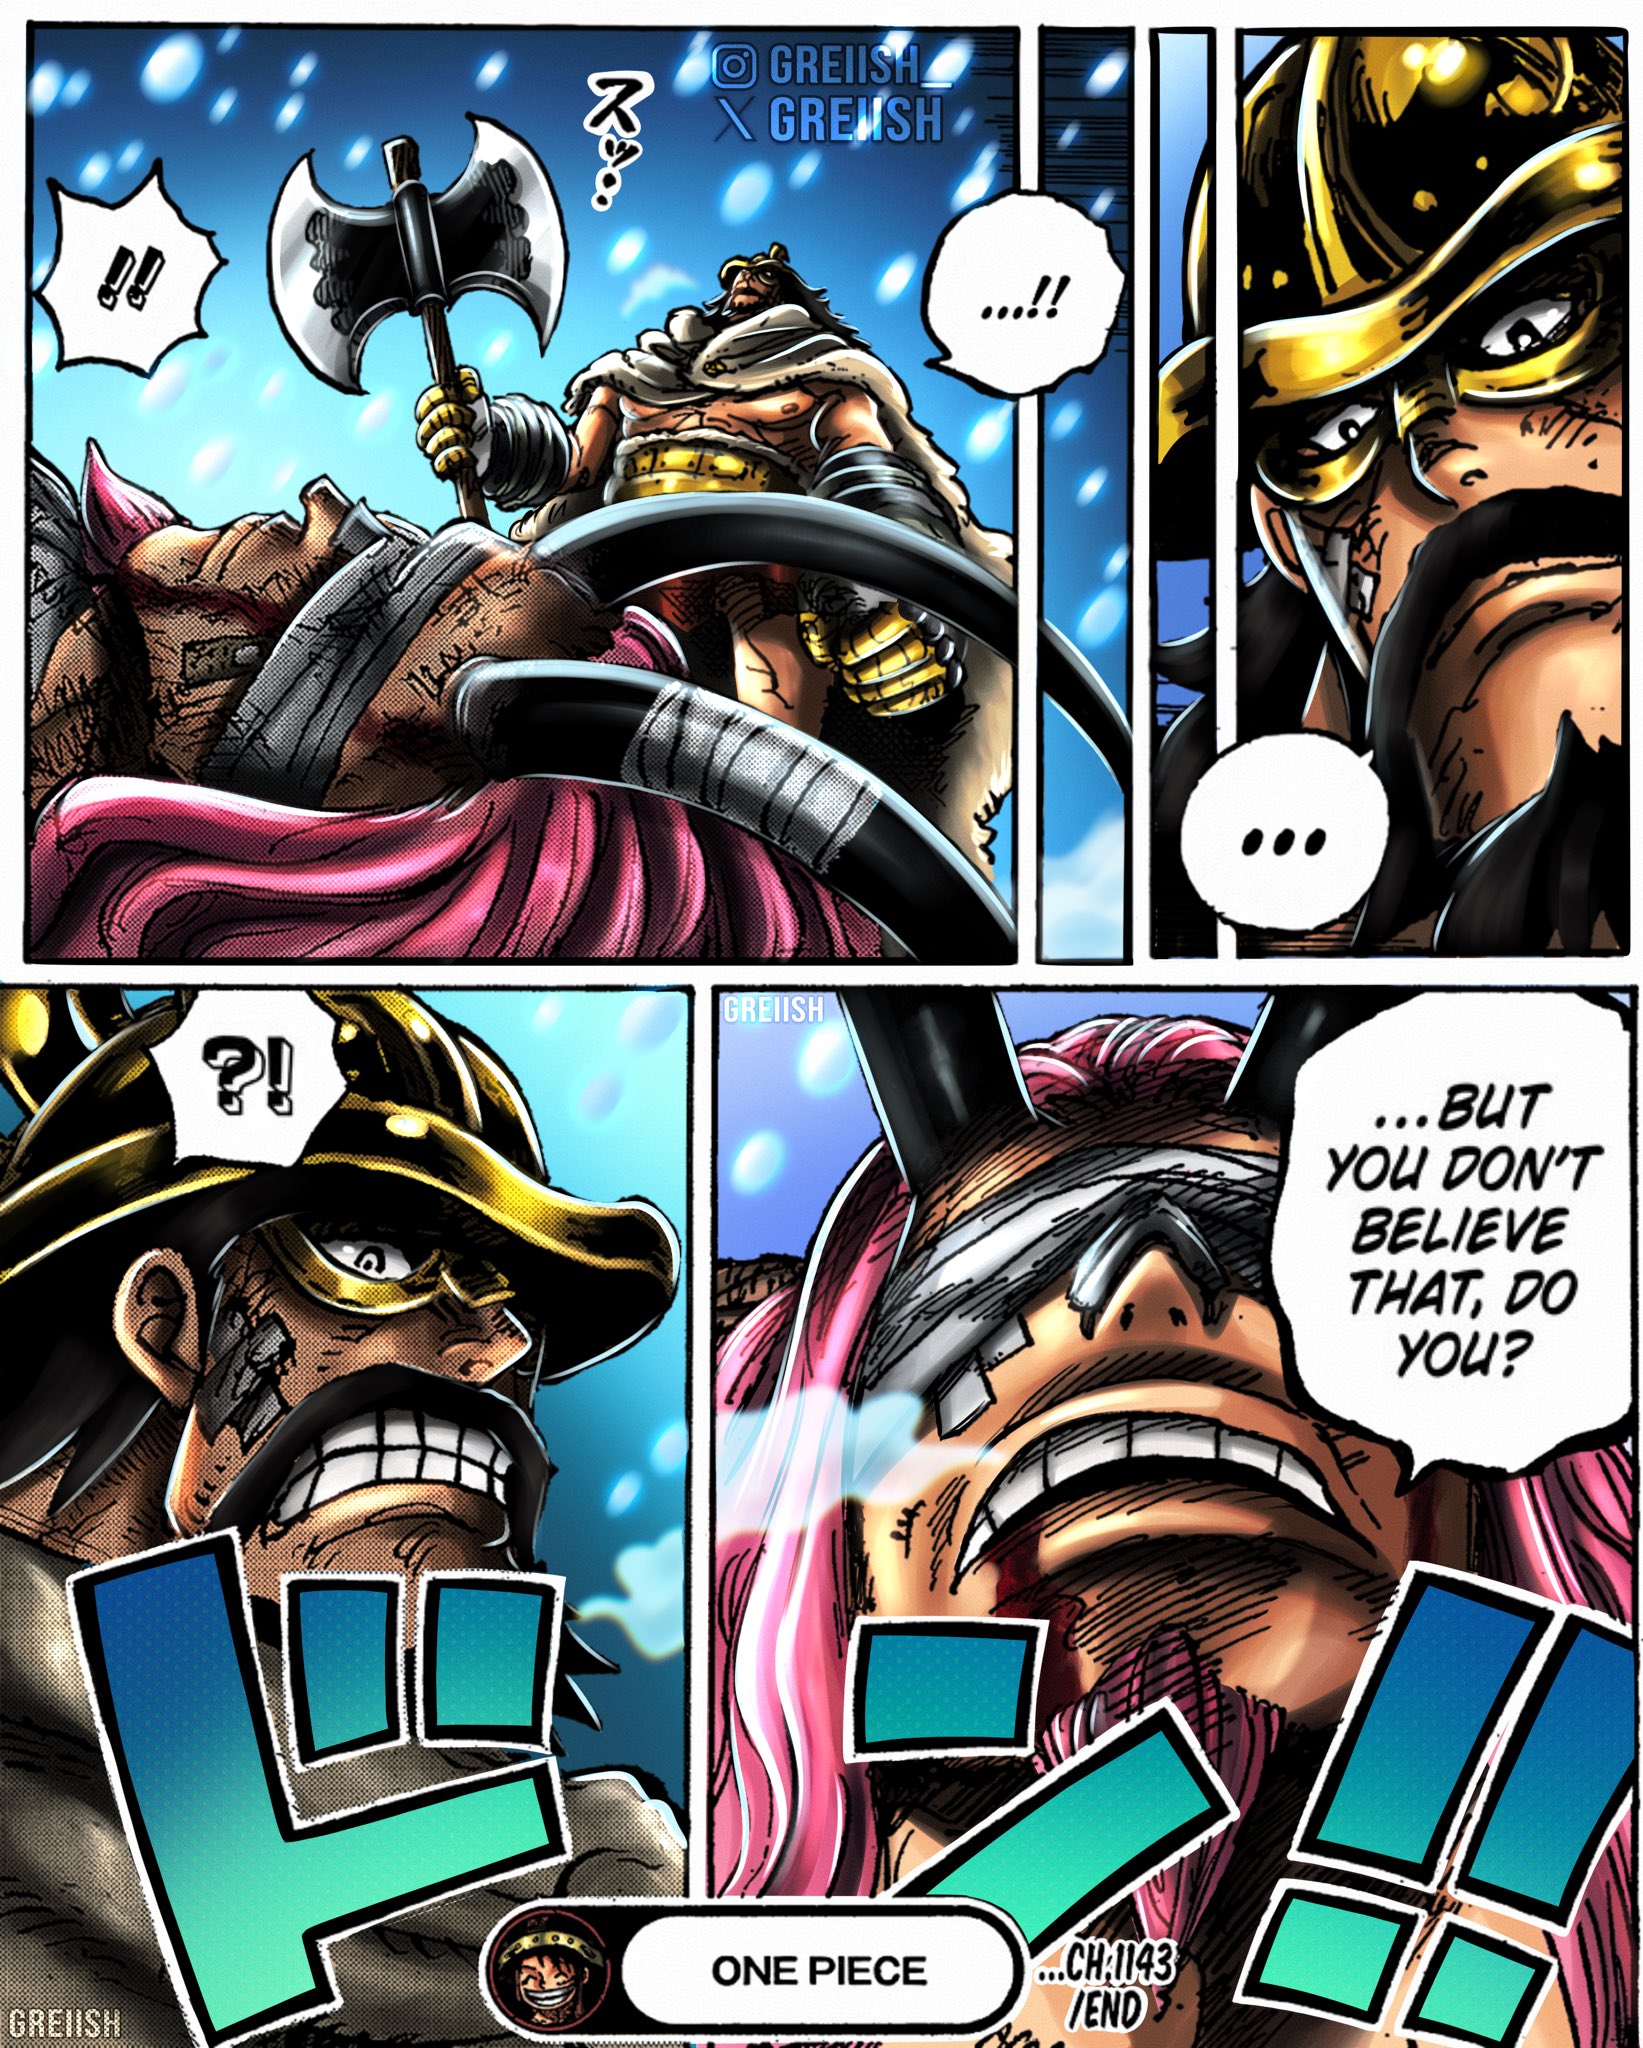 GREIISH_
X GREIISH
スッ…
!!
...!!
...
?!
GREIISH
...BUT
YOU DON'T
BELIEVE
THAT, DO
YOU?
ドン!!
ONE PIECE
...CH.1143
/END
GREIISH